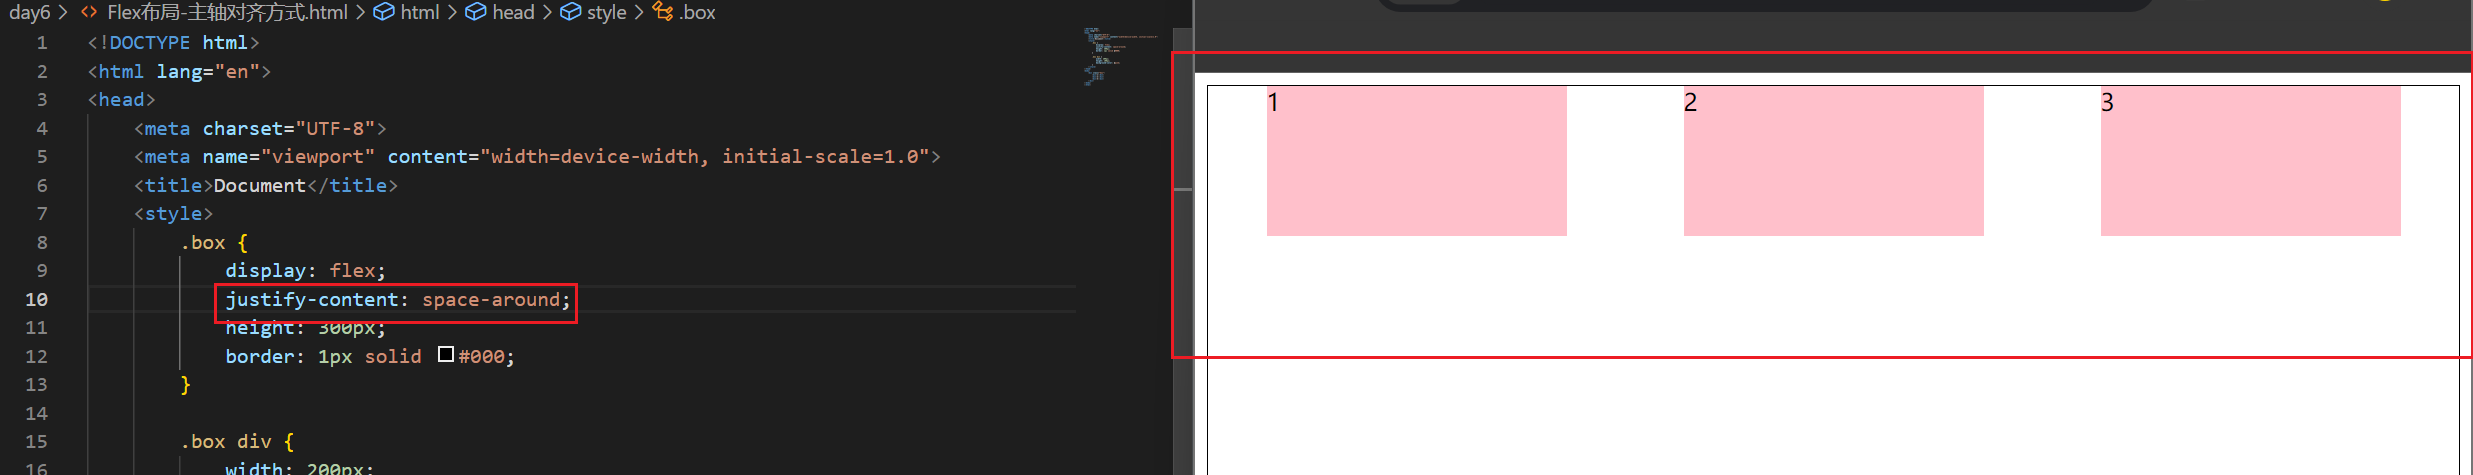 day6 > <> Flex布局-主轴对齐方式.html > html > head > style > .box
1 <!DOCTYPE html>
2 <html lang="en">
3 <head>
4 <meta charset="UTF-8">
5 <meta name="viewport" content="width=device-width, initial-scale=1.0">
6 <title>Document</title>
7 <style>
8 .box {
9 display: flex;
10 justify-content: space-around;
11 height: 300px;
12 border: 1px solid #000;
13 }
14
15 .box div {
16 width: 200px;
1
2
3